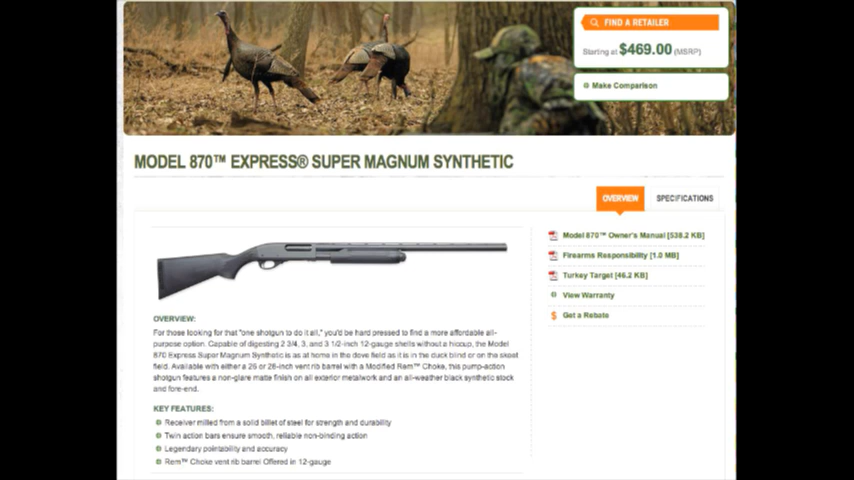 FIND A RETAILER
Starting at $469.00 (MSRP)
Make Comparison
MODEL 870™ EXPRESS® SUPER MAGNUM SYNTHETIC
OVERVIEW
SPECIFICATIONS
Model 870™ Owner's Manual [538.2 KB]
Firearms Responsibility [1.0 MB]
Turkey Target [46.2 KB]
View Warranty
$ Get a Rebate
OVERVIEW:
For those looking for that "one shotgun to do it all," you'd be hard pressed to find a more affordable all-
purpose option. Capable of digesting 2 3/4, 3, and 3 1/2-inch 12-gauge shells without a hiccup, the Model
870 Express Super Magnum Synthetic is as at home in the dove field as it is in the duck blind or on the skeet
field. Available with either a 26 or 28-inch vent rib barrel with a Modified Rem™ Choke, this pump-action
shotgun features a non-glare matte finish on all exterior metalwork and an all-weather black synthetic stock
and fore-end.
KEY FEATURES:
Receiver milled from a solid billet of steel for strength and durability
Twin action bars ensure smooth, reliable non-binding action
Legendary pointability and accuracy
Rem™ Choke vent rib barrel Offered in 12-gauge